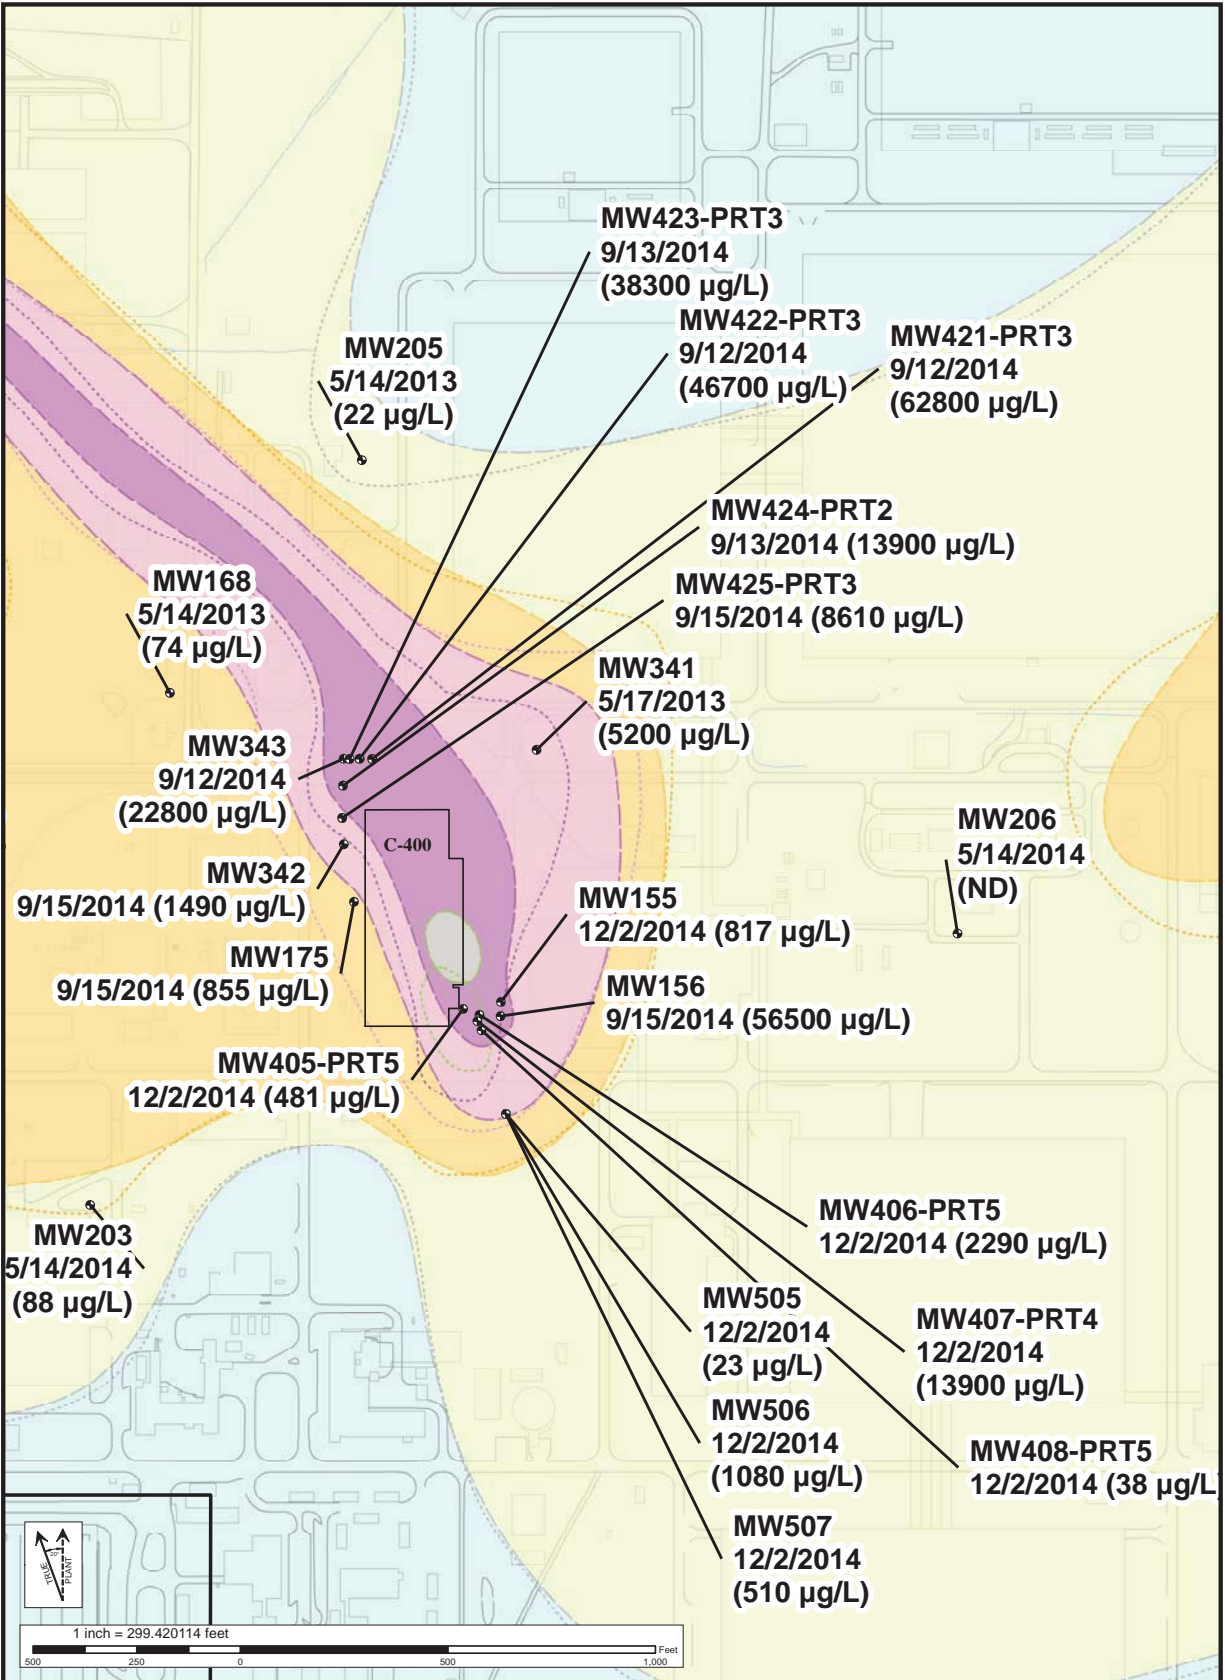 MW423-PRT3
9/13/2014
(38300 µg/L)
MW422-PRT3
9/12/2014
(46700 µg/L)
MW421-PRT3
9/12/2014
(62800 µg/L)
MW205
5/14/2013
(22 µg/L)
MW424-PRT2
9/13/2014 (13900 µg/L)
MW425-PRT3
9/15/2014 (8610 µg/L)
MW168
5/14/2013
(74 µg/L)
MW341
5/17/2013
(5200 µg/L)
MW343
9/12/2014
(22800 µg/L)
C-400
MW206
5/14/2014
(ND)
MW342
9/15/2014 (1490 µg/L)
MW155
12/2/2014 (817 µg/L)
MW175
9/15/2014 (855 µg/L)
MW156
9/15/2014 (56500 µg/L)
MW405-PRT5
12/2/2014 (481 µg/L)
MW203
5/14/2014
(88 µg/L)
MW406-PRT5
12/2/2014 (2290 µg/L)
MW505
12/2/2014
(23 µg/L)
MW407-PRT4
12/2/2014
(13900 µg/L)
MW506
12/2/2014
(1080 µg/L)
MW408-PRT5
12/2/2014 (38 µg/L
MW507
12/2/2014
(510 µg/L)
TRUE
20°
PLANT
1 inch = 299.420114 feet
Feet
500 250 0 500 1,000